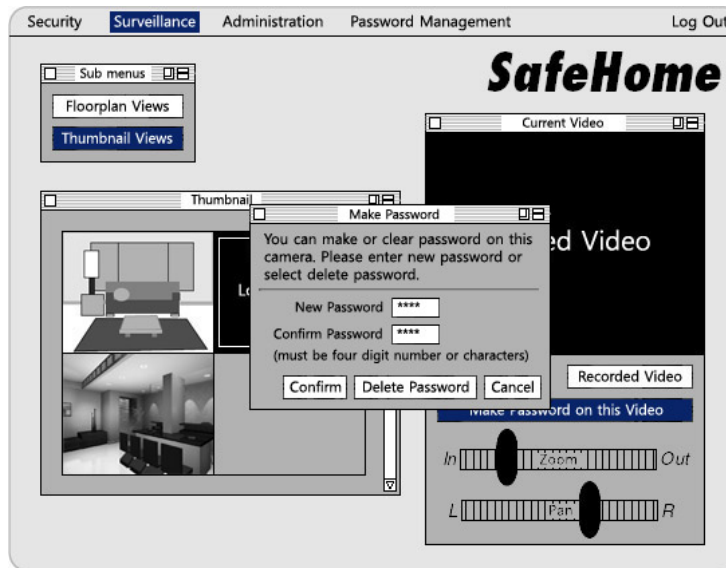 Security Surveillance Administration Password Management Log Out
SafeHome
Sub menus
Floorplan Views
Thumbnail Views
Current Video
ed Video
Thumbnail
Lo
Make Password
You can make or clear password on this
camera. Please enter new password or
select delete password.
New Password ****
Confirm Password ****
(must be four digit number or characters)
Confirm Delete Password Cancel
Recorded Video
Make Password on this Video
In Zoom Out
L Pan R